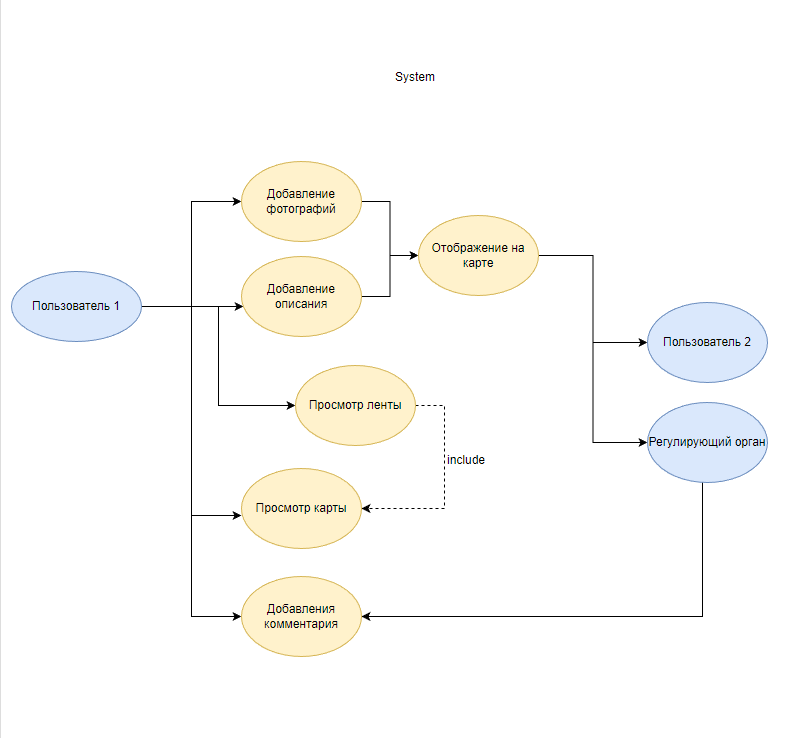 System
Добавление
фотографий
Отображение на
карте
Добавление
описания
Пользователь 1
Пользователь 2
Просмотр ленты
Регулирующий орган
include
Просмотр карты
Добавления
комментария